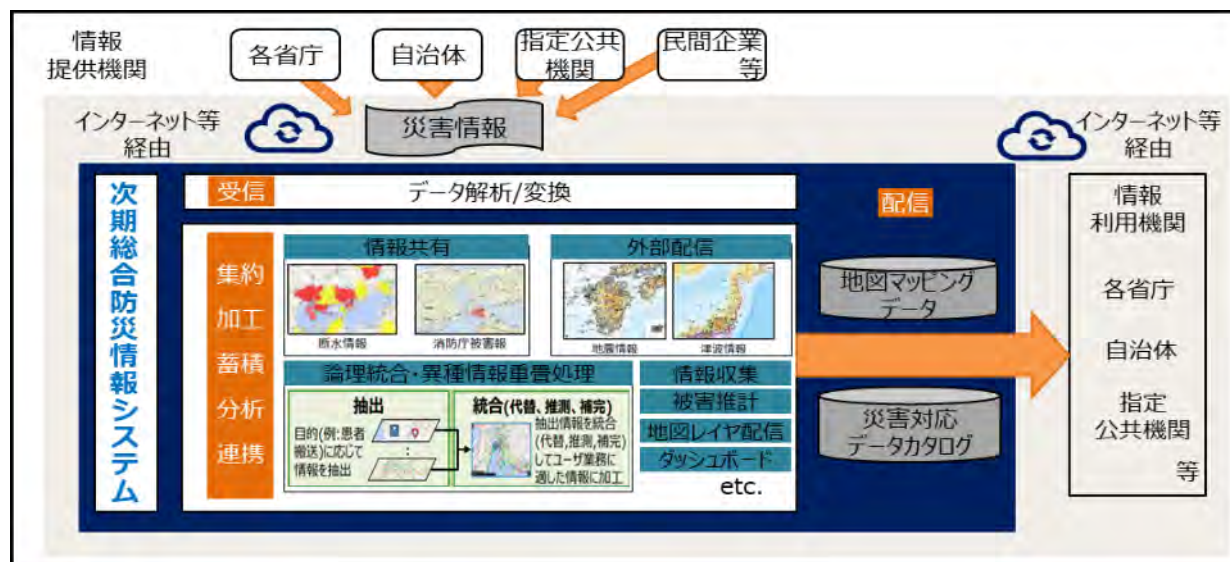 情報
提供機関
各省庁
自治体
指定公共
機関
民間企業
等
インターネット等
経由
災害情報
インターネット等
経由
次期総合防災情報システム
受信
データ解析/変換
配信
集約
加工
蓄積
分析
連携
情報共有
断水情報
消防庁被害報
外部配信
地震情報
津波情報
論理統合・異種情報重畳処理
抽出
目的(例:患者
搬送)に応じて
情報を抽出
統合(代替、推測、補完)
抽出情報を統合
(代替,推測,補完)
してユーザ業務に
適した情報に加工
情報収集
被害推計
地図レイヤ配信
ダッシュボード
etc.
地図マッピング
データ
災害対応
データカタログ
情報
利用機関
各省庁
自治体
指定
公共機関
等